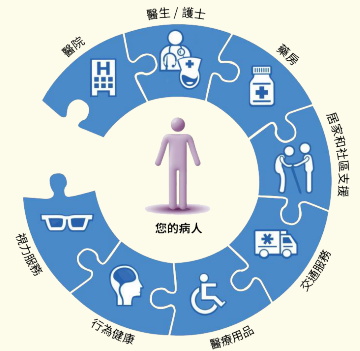 醫院
醫生 / 護士
藥房
居家和社區支援
交通服務
醫療用品
行為健康
視力服務
您的病人
H